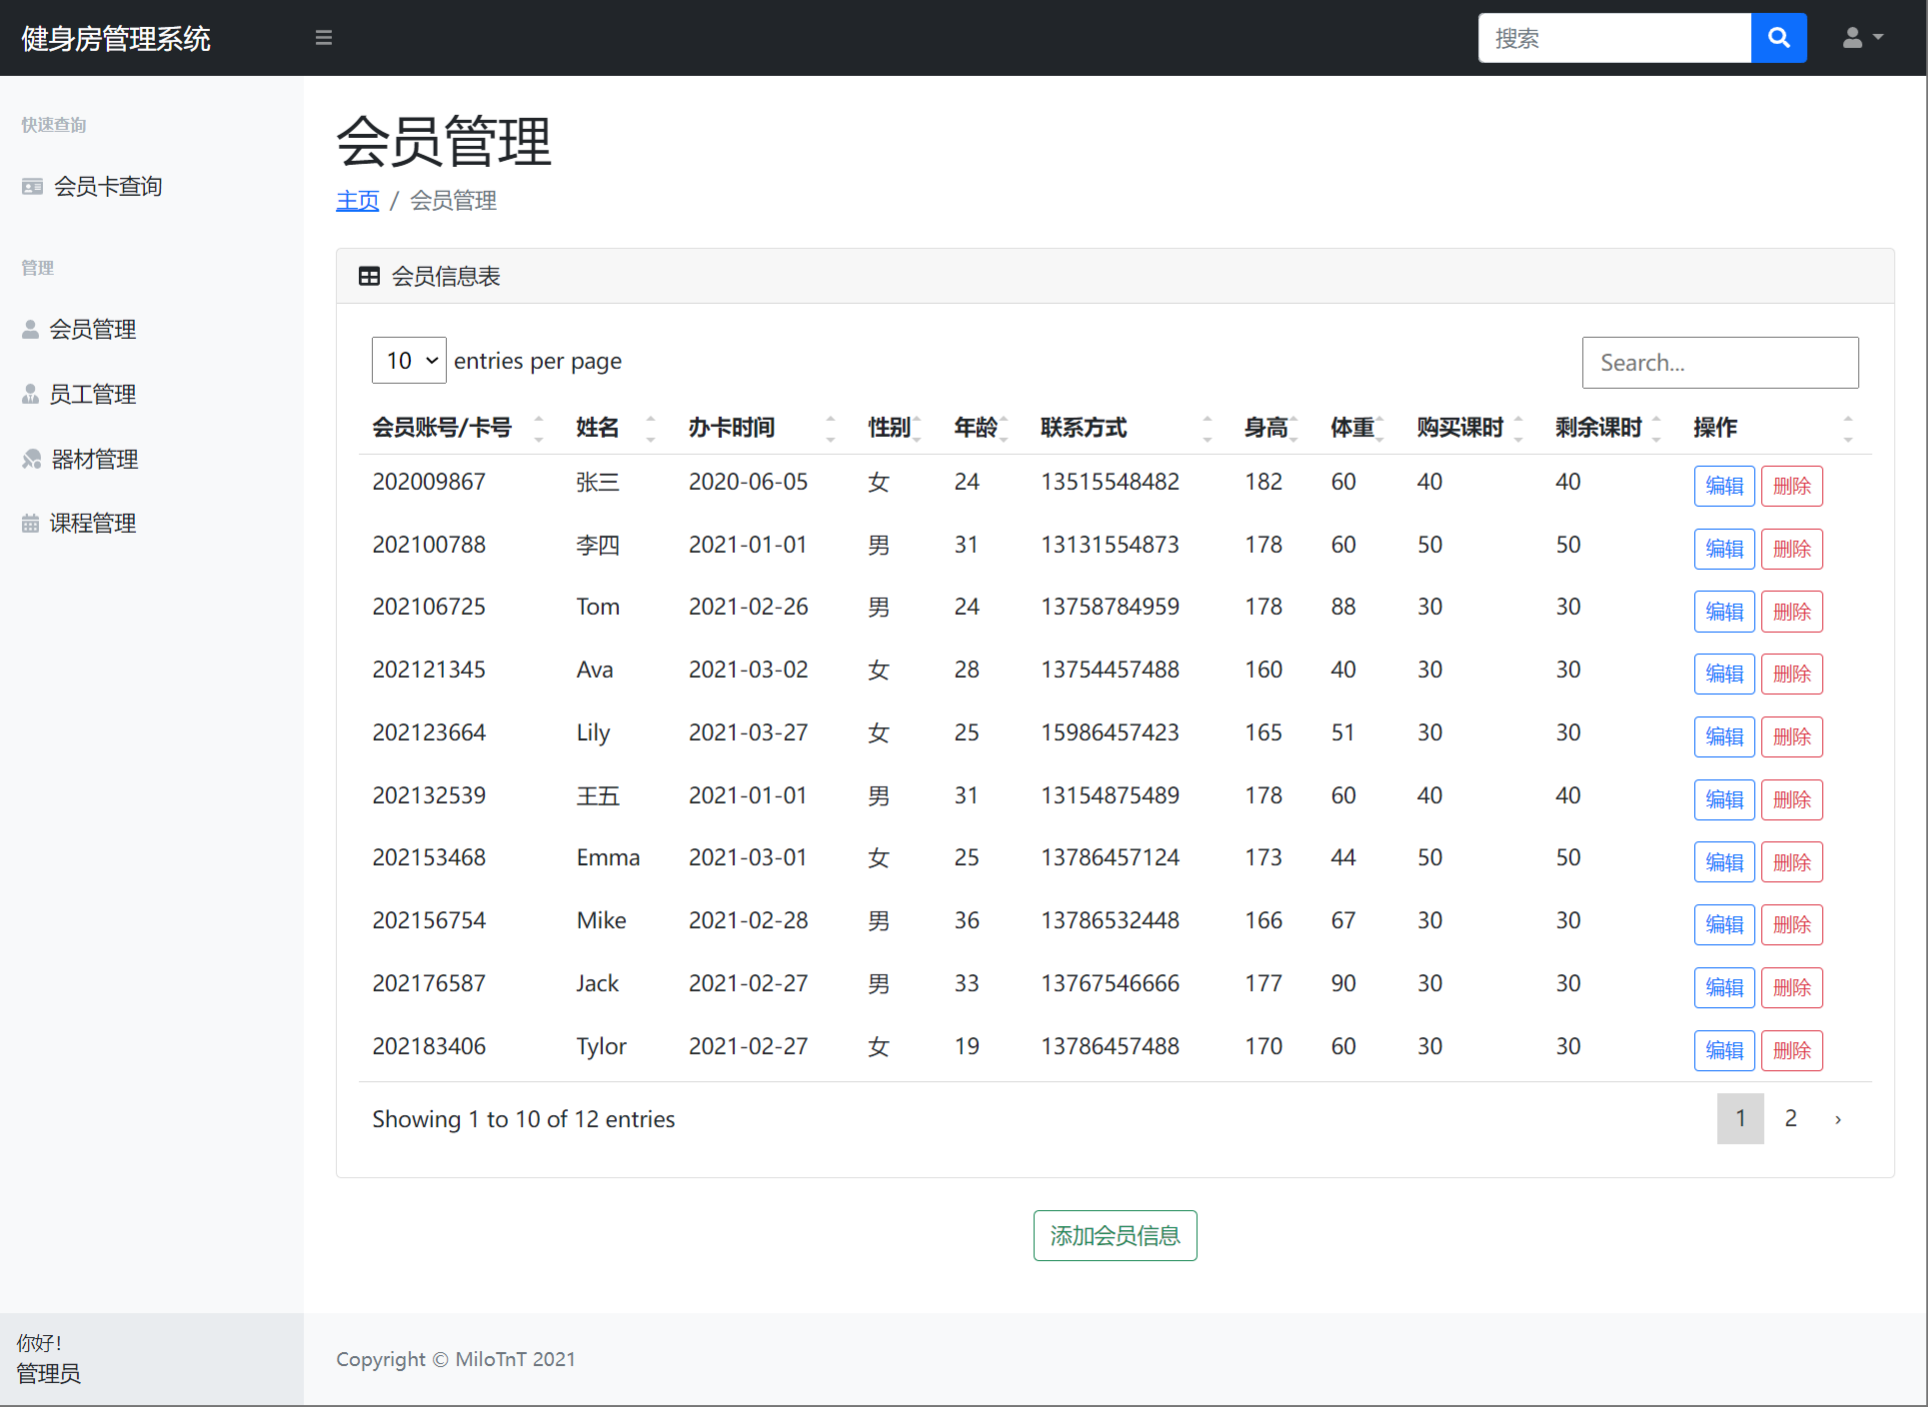 健身房管理系统
搜索
快速查询
会员卡查询
管理
会员管理
员工管理
器材管理
课程管理
会员管理
主页 / 会员管理
会员信息表
10 entries per page
Search...
会员账号/卡号 姓名 办卡时间 性别 年龄 联系方式 身高 体重 购买课时 剩余课时 操作
202009867 张三 2020-06-05 女 24 13515548482 182 60 40 40 编辑 删除
202100788 李四 2021-01-01 男 31 13131554873 178 60 50 50 编辑 删除
202106725 Tom 2021-02-26 男 24 13758784959 178 88 30 30 编辑 删除
202121345 Ava 2021-03-02 女 28 13754457488 160 40 30 30 编辑 删除
202123664 Lily 2021-03-27 女 25 15986457423 165 51 30 30 编辑 删除
202132539 王五 2021-01-01 男 31 13154875489 178 60 40 40 编辑 删除
202153468 Emma 2021-03-01 女 25 13786457124 173 44 50 50 编辑 删除
202156754 Mike 2021-02-28 男 36 13786532448 166 67 30 30 编辑 删除
202176587 Jack 2021-02-27 男 33 13767546666 177 90 30 30 编辑 删除
202183406 Tylor 2021-02-27 女 19 13786457488 170 60 30 30 编辑 删除
Showing 1 to 10 of 12 entries
1 2 ›
添加会员信息
你好！
管理员
Copyright © MiloTnT 2021